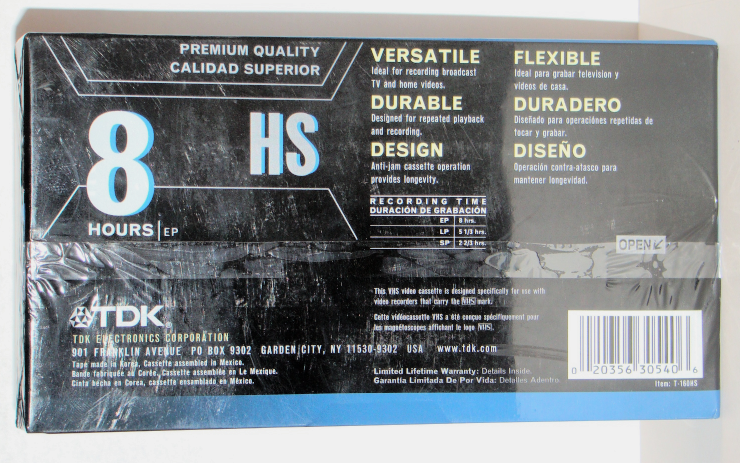 PREMIUM QUALITY
CALIDAD SUPERIOR
8
HS
HOURS | EP
VERSATILE
Ideal for recording broadcast
TV and home videos.
DURABLE
Designed for repeated playback
and recording.
DESIGN
Anti-jam cassette operation
provides longevity.
FLEXIBLE
Ideal para grabar television y
videos de casa.
DURADERO
Diseñado para operaciónes repetidas de
tocar y grabar.
DISEÑO
Operación contra-atasco para
mantener longevidad.
RECORDING TIME
DURACIÓN DE GRABACIÓN
EP 8 hrs.
LP 5 1/3 hrs.
SP 2 2/3 hrs.
OPEN
This VHS video cassette is designed specifically for use with
video recorders that carry the VHS mark.
Cette vidéocassette VHS a été conçue spécifiquement pour
les magnétoscopes affichant le logo VHS.
TDK
TDK ELECTRONICS CORPORATION
901 FRANKLIN AVENUE PO BOX 9302 GARDEN CITY, NY 11530-9302 USA www.tdk.com
Tape made in Korea, Cassette assembled in Mexico.
Bande fabriquée au Corée, Cassette assemblée en Le Mexique.
Cinta hecha en Corea, cassette ensamblado en México.
Limited Lifetime Warranty: Details Inside.
Garantía Limitada De Por Vida: Detalles Adentro.
0 20356 30540 6
Item: T-160HS